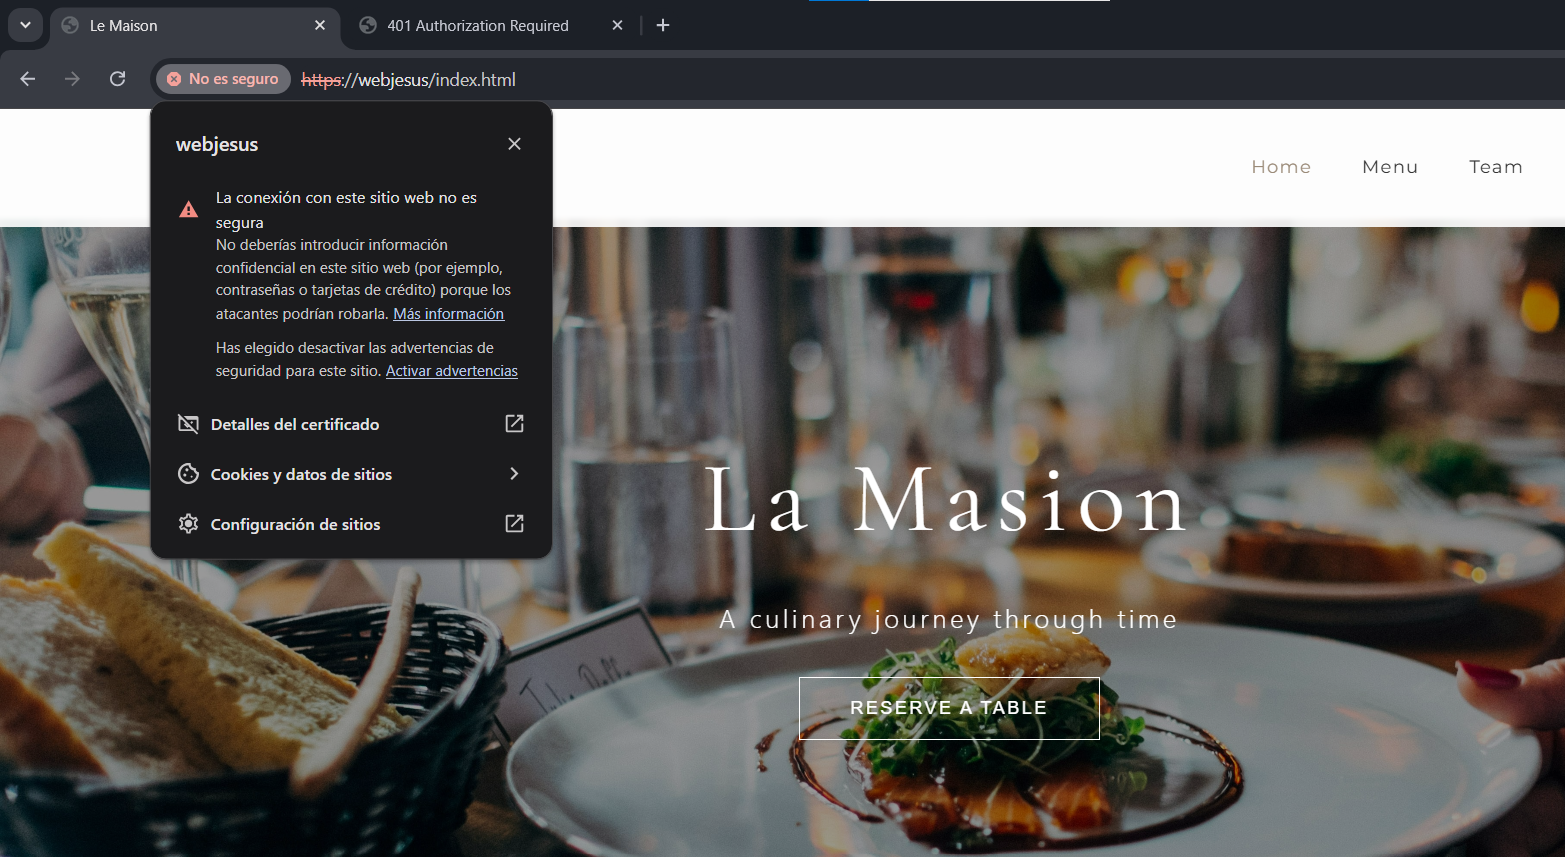 Le Maison
401 Authorization Required
No es seguro
https://webjesus/index.html
webjesus
La conexión con este sitio web no es
segura
No deberías introducir información
confidencial en este sitio web (por ejemplo,
contraseñas o tarjetas de crédito) porque los
atacantes podrían robarla. Más información
Has elegido desactivar las advertencias de
seguridad para este sitio. Activar advertencias
Detalles del certificado
Cookies y datos de sitios
Configuración de sitios
Home Menu Team
La Masion
A culinary journey through time
RESERVE A TABLE